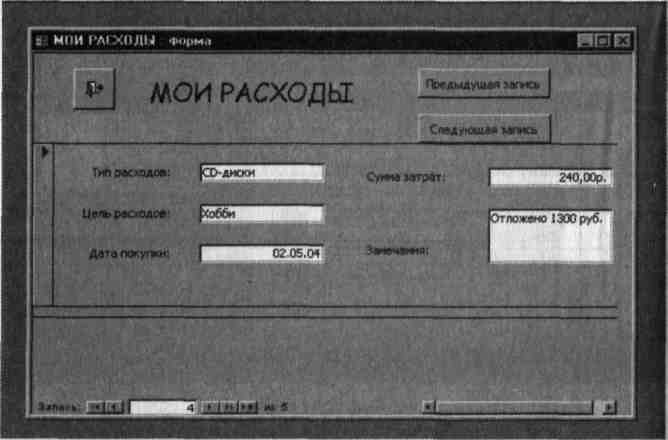 МОИ РАСХОДЫ : форма
МОИ РАСХОДЫ
Предыдущая запись
Следующая запись
Тип расходов: CD-диски
Сумма затрат: 240,00р.
Цель расходов: Хобби
Дата покупки: 02.05.04
Замечания: Отложено 1300 руб.
Запись: 4 из 5